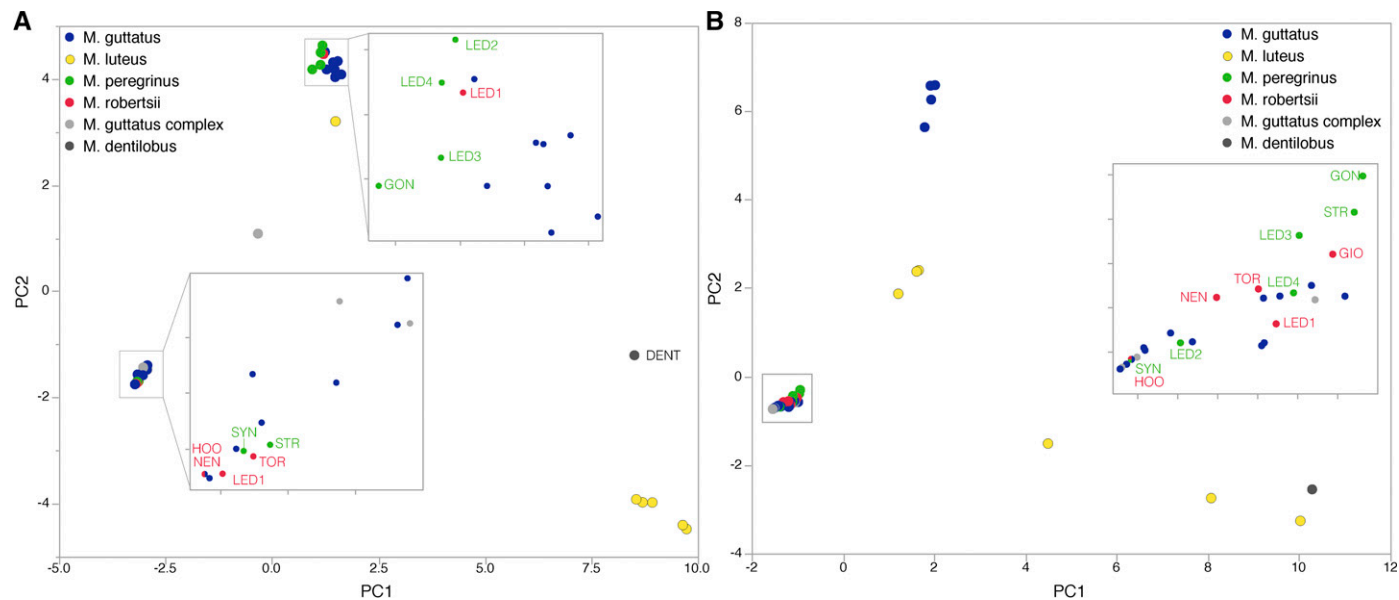 A
M. guttatus
M. luteus
M. peregrinus
M. robertsii
M. guttatus complex
M. dentilobus
4
2
0
-2
-4
PC2
-5.0
-2.5
0.0
2.5
5.0
7.5
10.0
PC1
LED2
LED4
LED1
LED3
GON
DENT
SYN
STR
HOO
TOR
NEN
LED1
B
M. guttatus
M. luteus
M. peregrinus
M. robertsii
M. guttatus complex
M. dentilobus
8
6
4
2
0
-2
-4
PC2
-2
0
2
4
6
8
10
12
PC1
GON
STR
LED3
GIO
TOR
LED4
NEN
LED1
LED2
SYN
HOO